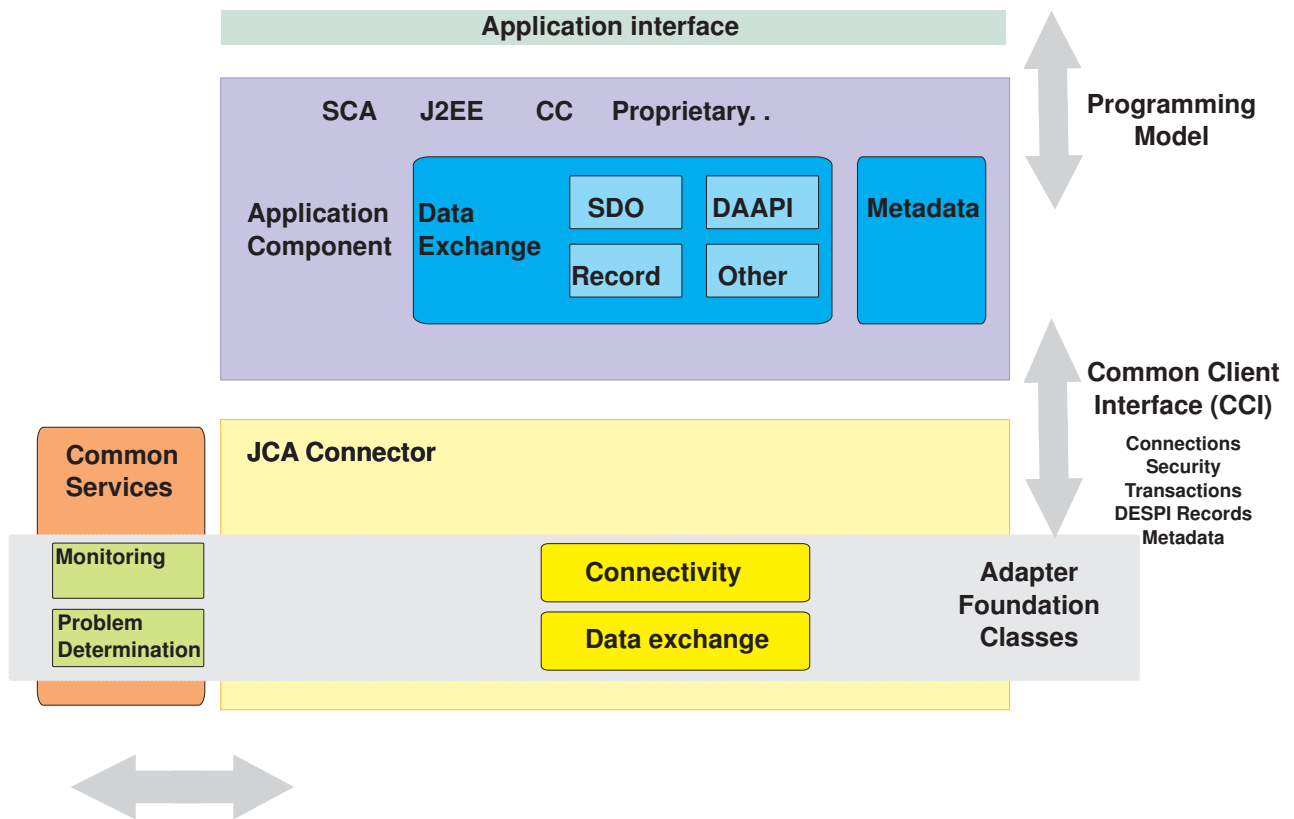 Application interface
SCA J2EE CC Proprietary. .
Programming
Model
Application
Component
Data
Exchange
SDO
DAAPI
Record
Other
Metadata
Common Client
Interface (CCI)
Connections
Security
Transactions
DESPI Records
Metadata
Common
Services
JCA Connector
Monitoring
Problem
Determination
Connectivity
Data exchange
Adapter
Foundation
Classes